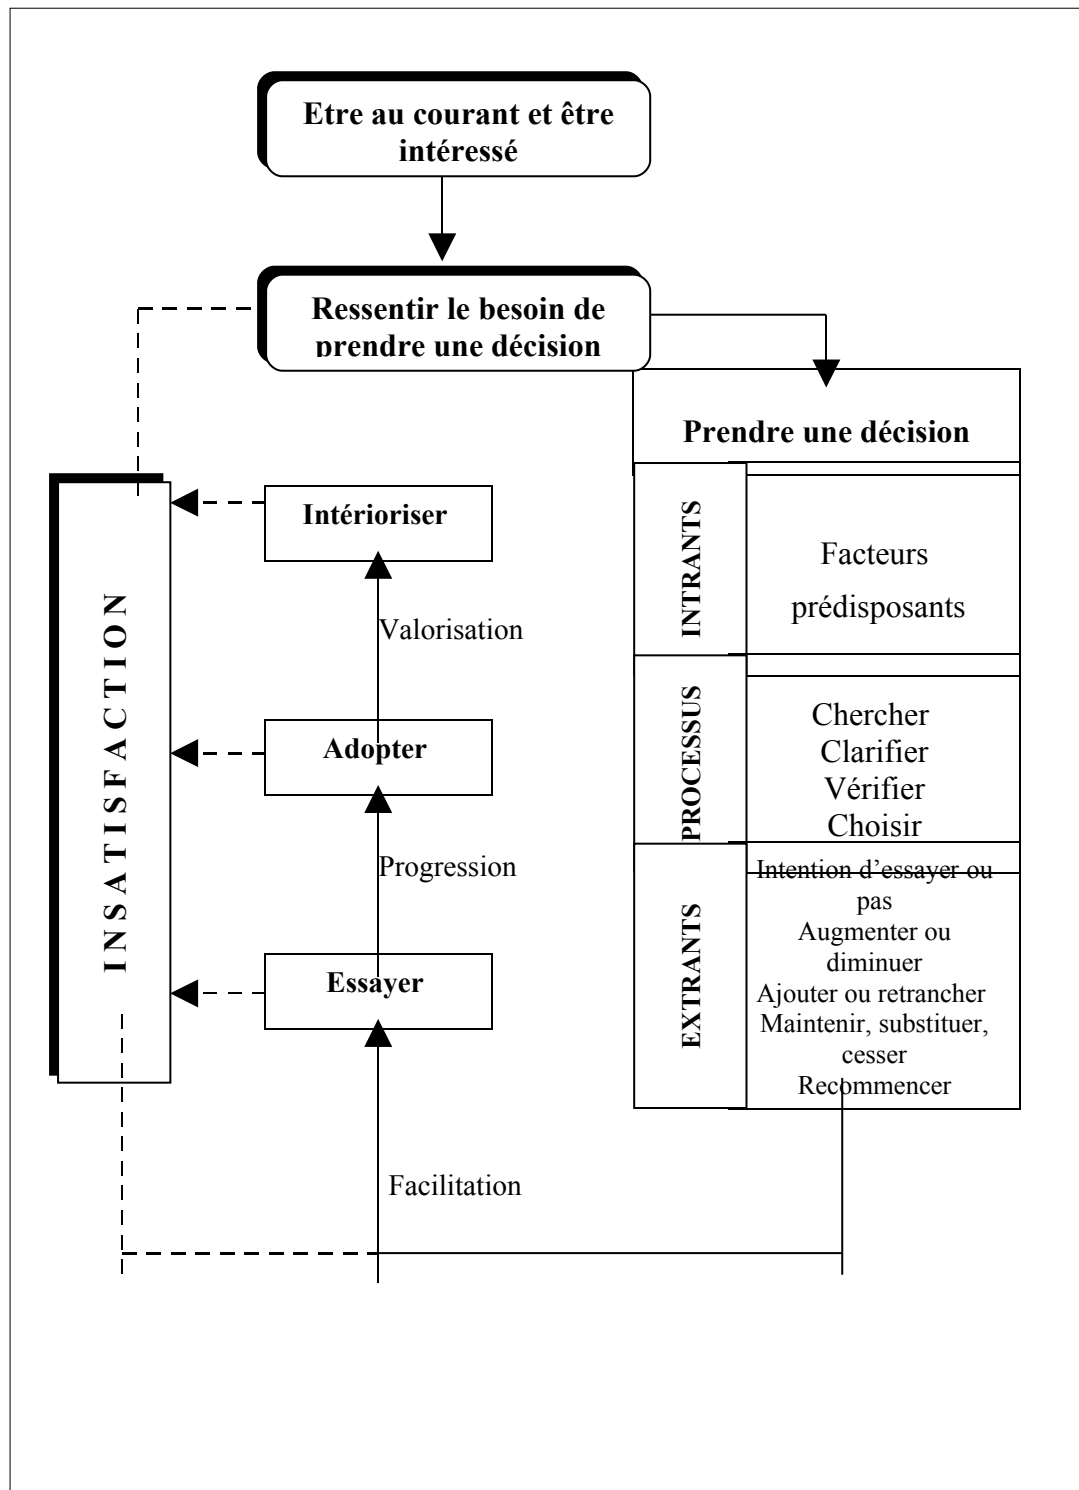 Etre au courant et être
intéressé
Ressentir le besoin de
prendre une décision
Prendre une décision
INTRANTS
Facteurs
prédisposants
PROCESSUS
Chercher
Clarifier
Vérifier
Choisir
EXTRANTS
Intention d’essayer ou
pas
Augmenter ou
diminuer
Ajouter ou retrancher
Maintenir, substituer,
cesser
Recommencer
INSATISFACTION
Intérioriser
Valorisation
Adopter
Progression
Essayer
Facilitation